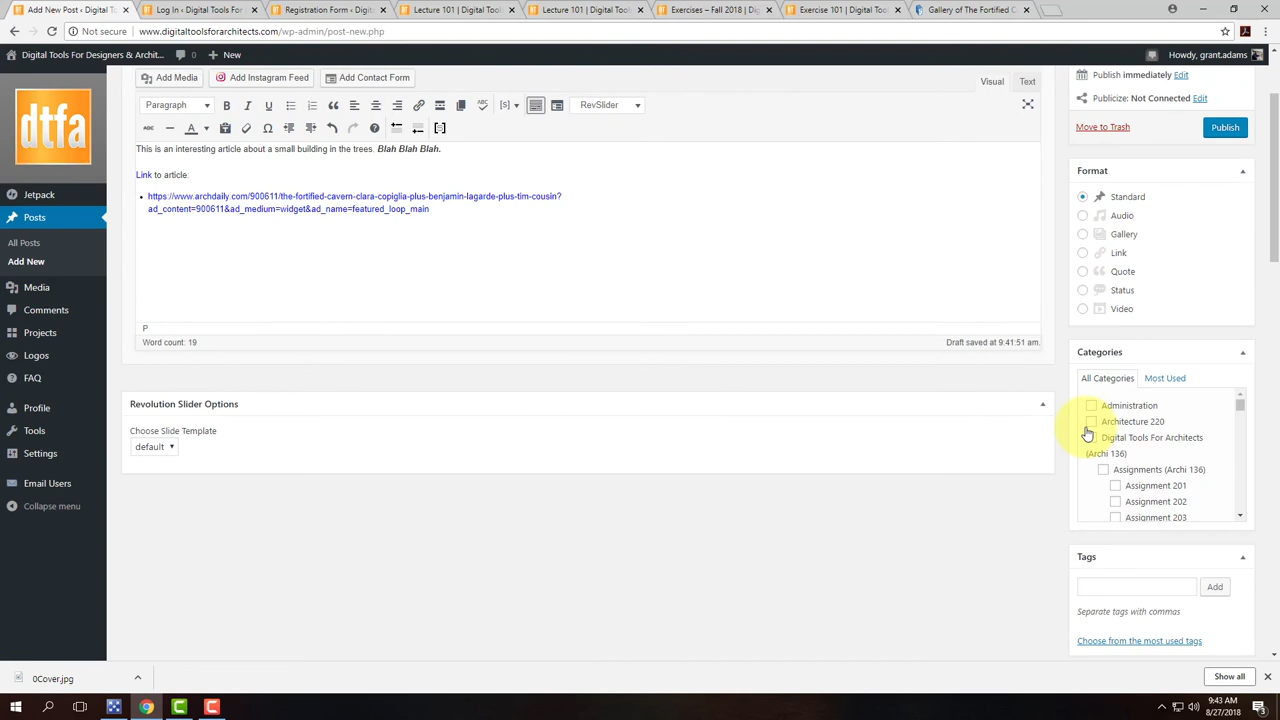 Add New Post ‹ Digital T
Log In ‹ Digital Tools For
Registration Form ‹ Digital
Lecture 101 | Digital Tool
Lecture 101 | Digital Tool
Exercises – Fall 2018 | Dig
Exercise 101 | Digital Too
Gallery of The Fortified C
Not secure
www.digitaltoolsforarchitects.com/wp-admin/post-new.php
Digital Tools For Designers & Archit...
0
New
Howdy, grant.adams
dtfa
Jetpack
Posts
All Posts
Add New
Media
Comments
Projects
Logos
FAQ
Profile
Tools
Settings
Email Users
Collapse menu
Add Media
Add Instagram Feed
Add Contact Form
Visual
Text
Paragraph
B
I
U
RevSlider
ABC
A
This is an interesting article about a small building in the trees. Blah Blah Blah.
Link to article:
https://www.archdaily.com/900611/the-fortified-cavern-clara-copiglia-plus-benjamin-lagarde-plus-tim-cousin?
ad_content=900611&ad_medium=widget&ad_name=featured_loop_main
P
Word count: 19
Draft saved at 9:41:51 am.
Revolution Slider Options
Choose Slide Template
default
Publish immediately Edit
Publicize: Not Connected Edit
Move to Trash
Publish
Format
Standard
Audio
Gallery
Link
Quote
Status
Video
Categories
All Categories
Most Used
Administration
Architecture 220
Digital Tools For Architects
(Archi 136)
Assignments (Archi 136)
Assignment 201
Assignment 202
Assignment 203
Tags
Add
Separate tags with commas
Choose from the most used tags
0Cover.jpg
Show all
9:43 AM
8/27/2018